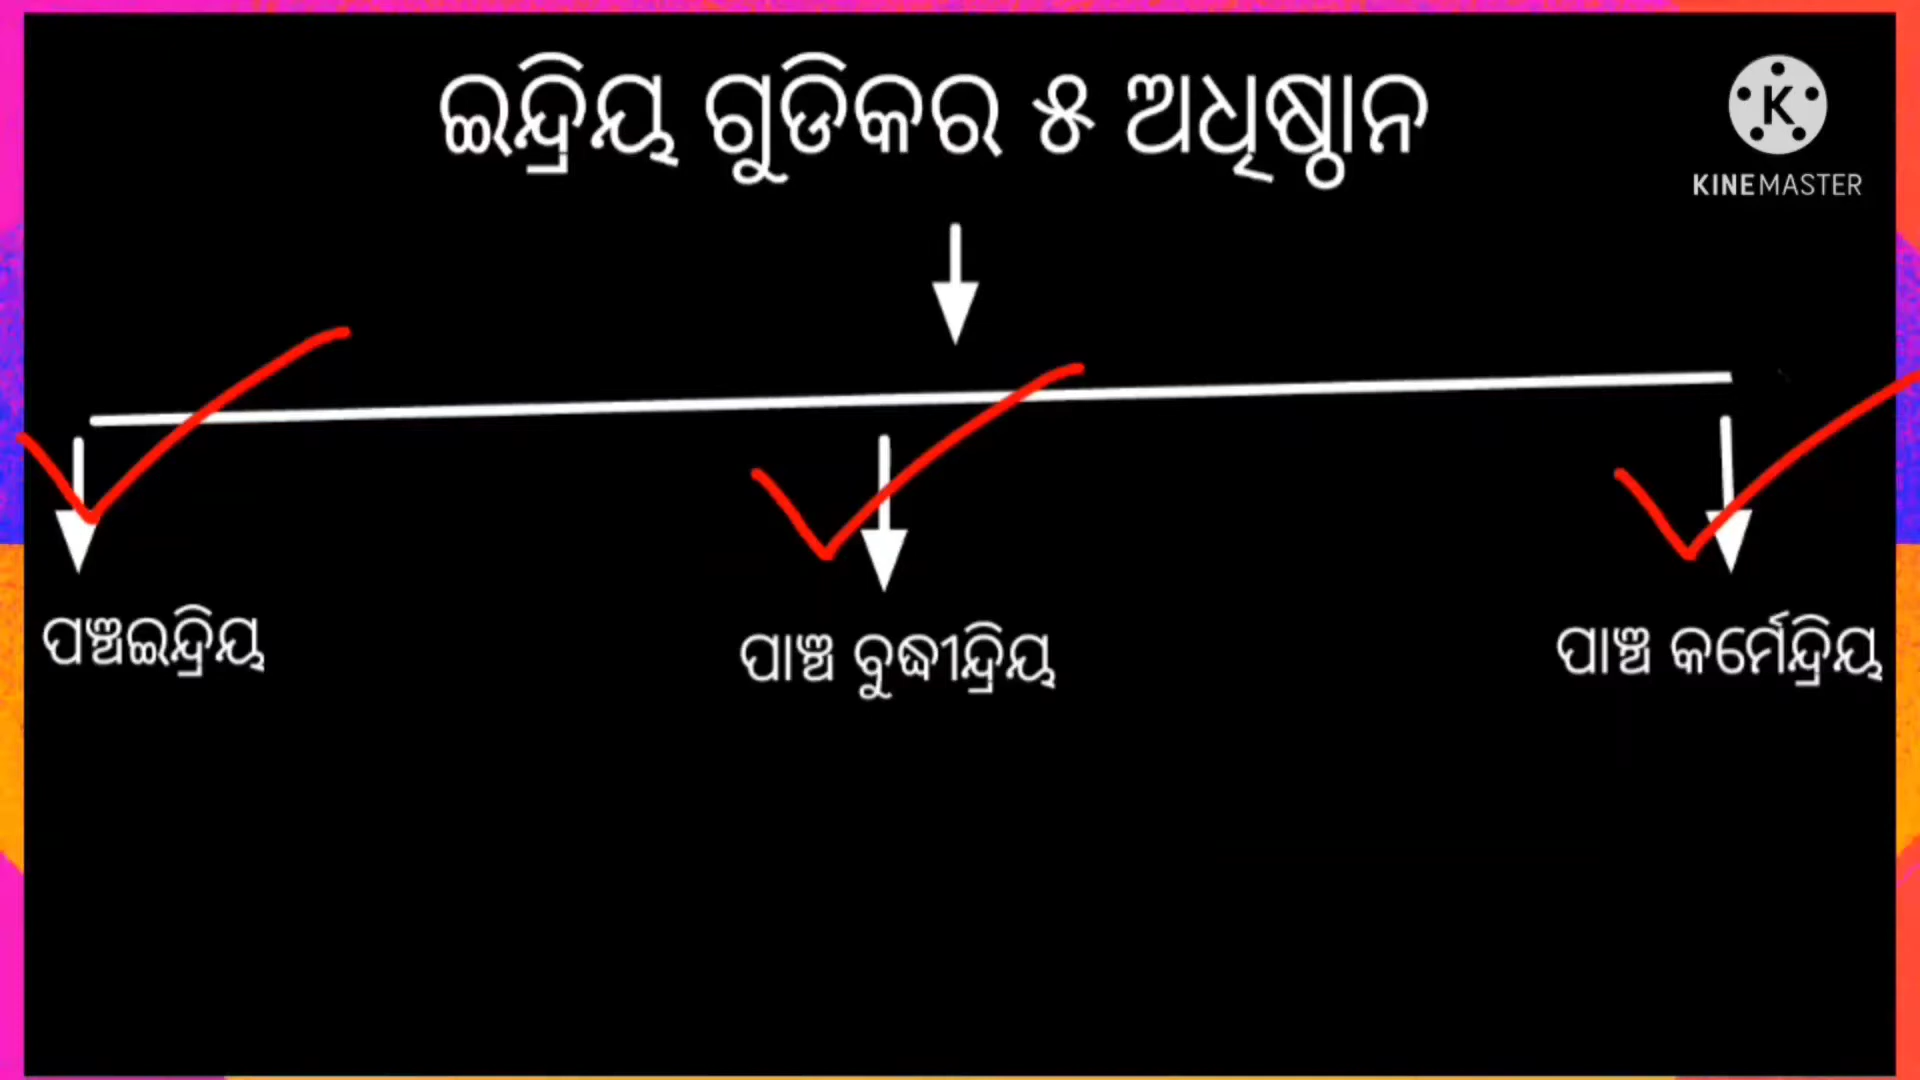 ଇନ୍ଦ୍ରିୟ ଗୁଡିକର ୫ ଅଧିଷ୍ଠାନ
K
KINEMASTER
ପଞ୍ଚଇନ୍ଦ୍ରିୟ
ପାଞ୍ଚ ବୁଦ୍ଧୀନ୍ଦ୍ରିୟ
ପାଞ୍ଚ କର୍ମେନ୍ଦ୍ରିୟ